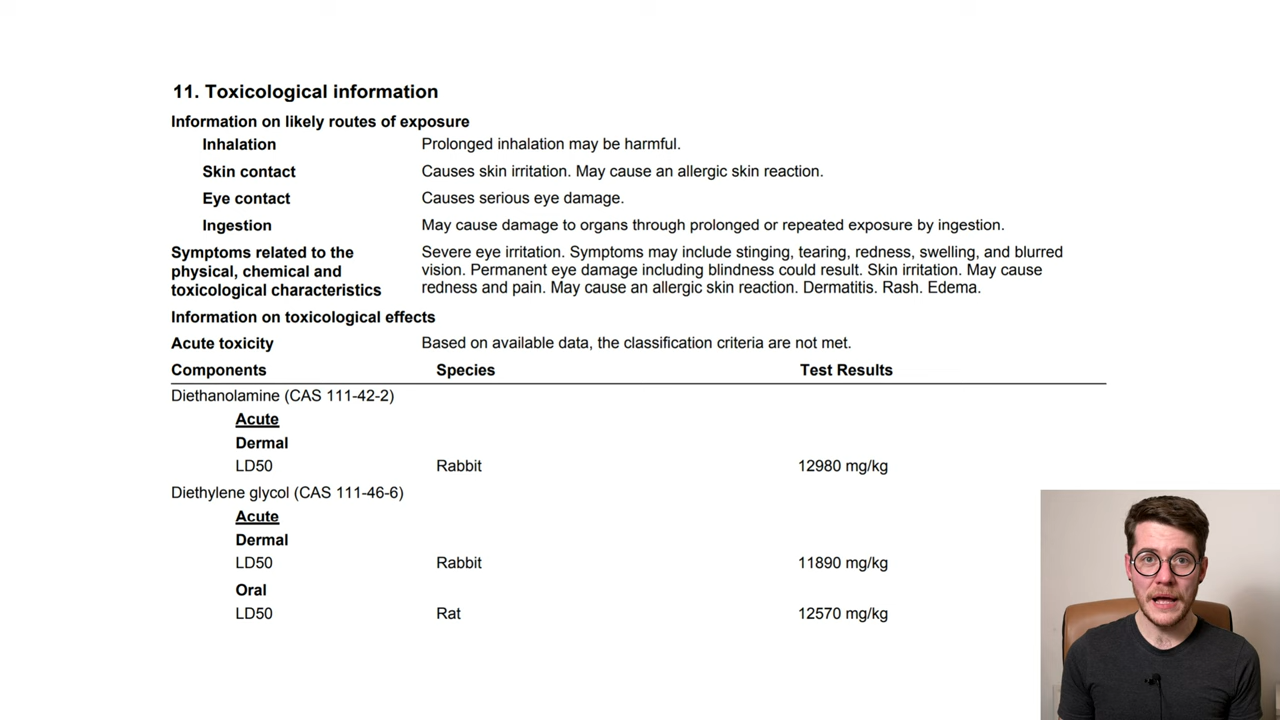 11. Toxicological information
Information on likely routes of exposure
Inhalation Prolonged inhalation may be harmful.
Skin contact Causes skin irritation. May cause an allergic skin reaction.
Eye contact Causes serious eye damage.
Ingestion May cause damage to organs through prolonged or repeated exposure by ingestion.
Symptoms related to the physical, chemical and toxicological characteristics
Severe eye irritation. Symptoms may include stinging, tearing, redness, swelling, and blurred
vision. Permanent eye damage including blindness could result. Skin irritation. May cause
redness and pain. May cause an allergic skin reaction. Dermatitis. Rash. Edema.
Information on toxicological effects
Acute toxicity Based on available data, the classification criteria are not met.
Components Species Test Results
Diethanolamine (CAS 111-42-2)
Acute
Dermal
LD50 Rabbit 12980 mg/kg
Diethylene glycol (CAS 111-46-6)
Acute
Dermal
LD50 Rabbit 11890 mg/kg
Oral
LD50 Rat 12570 mg/kg